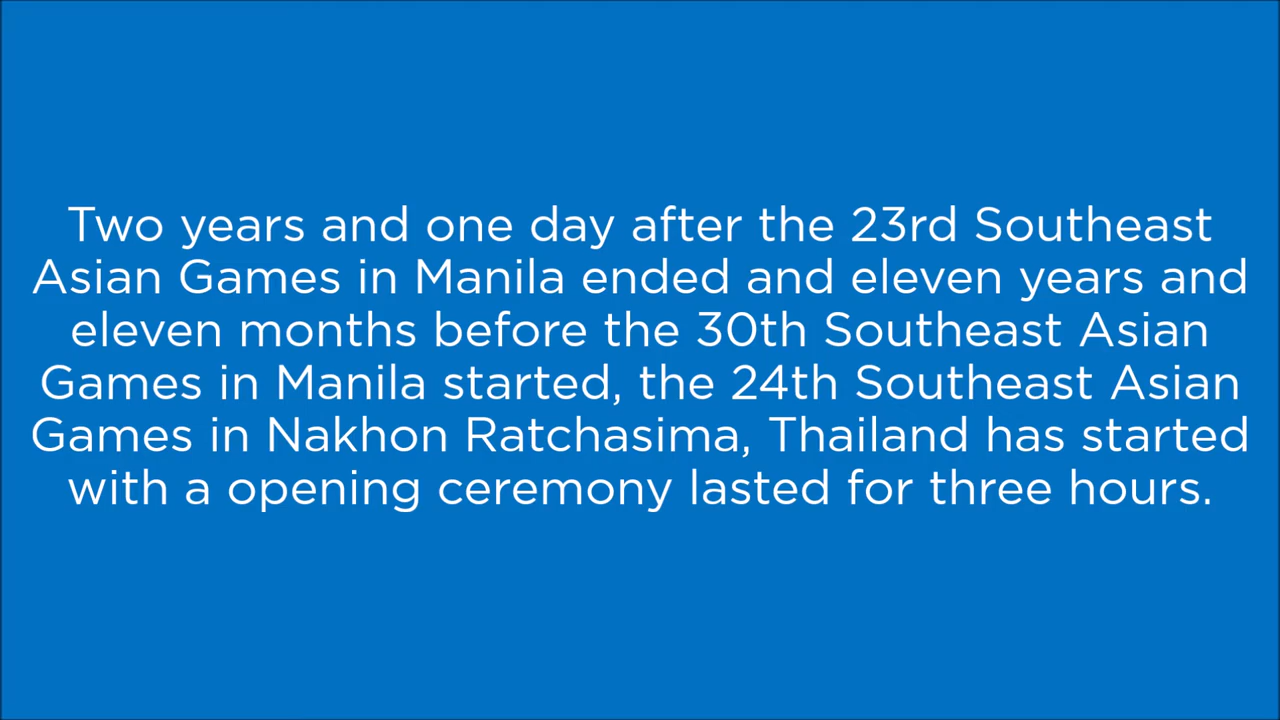 Two years and one day after the 23rd Southeast
Asian Games in Manila ended and eleven years and
eleven months before the 30th Southeast Asian
Games in Manila started, the 24th Southeast Asian
Games in Nakhon Ratchasima, Thailand has started
with a opening ceremony lasted for three hours.